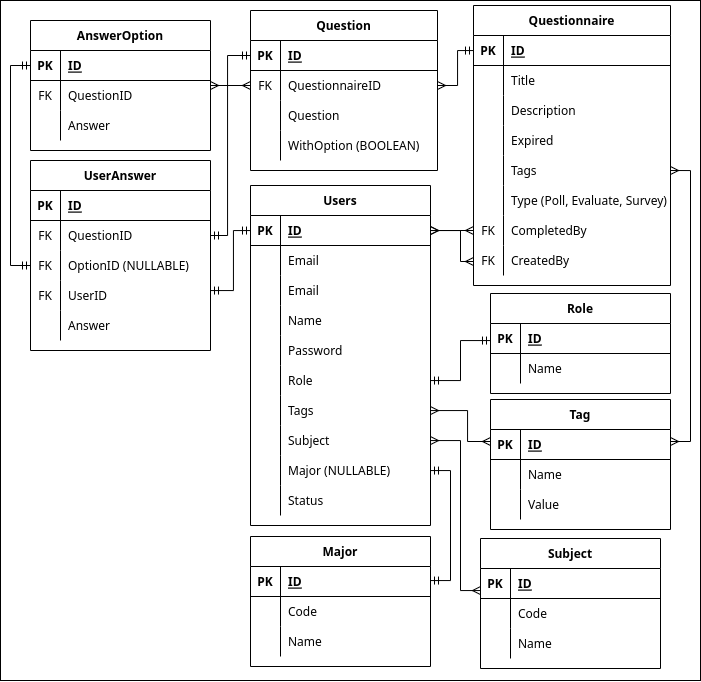 AnswerOption
PK ID
FK QuestionID
Answer
UserAnswer
PK ID
FK QuestionID
FK OptionID (NULLABLE)
FK UserID
Answer
Question
PK ID
FK QuestionnaireID
Question
WithOption (BOOLEAN)
Users
PK ID
Email
Email
Name
Password
Role
Tags
Subject
Major (NULLABLE)
Status
Major
PK ID
Code
Name
Questionnaire
PK ID
Title
Description
Expired
Tags
Type (Poll, Evaluate, Survey)
FK CompletedBy
FK CreatedBy
Role
PK ID
Name
Tag
PK ID
Name
Value
Subject
PK ID
Code
Name